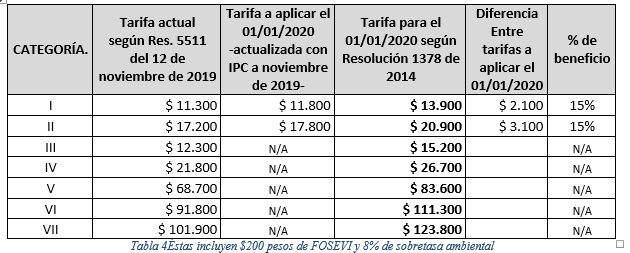 CATEGORÍA.
Tarifa actual
según Res. 5511
del 12 de
noviembre de 2019
Tarifa a aplicar el
01/01/2020
-actualizada con
IPC a noviembre
de 2019-
Tarifa para el
01/01/2020 según
Resolución 1378 de
2014
Diferencia
Entre
tarifas a
aplicar el
01/01/2020
% de
beneficio
I $ 11.300 $ 11.800 $ 13.900 $ 2.100 15%
II $ 17.200 $ 17.800 $ 20.900 $ 3.100 15%
III $ 12.300 N/A $ 15.200 N/A
IV $ 21.800 N/A $ 26.700 N/A
V $ 68.700 N/A $ 83.600 N/A
VI $ 91.800 N/A $ 111.300 N/A
VII $ 101.900 N/A $ 123.800 N/A
Tabla 4Estas incluyen $200 pesos de FOSEVI y 8% de sobretasa ambiental